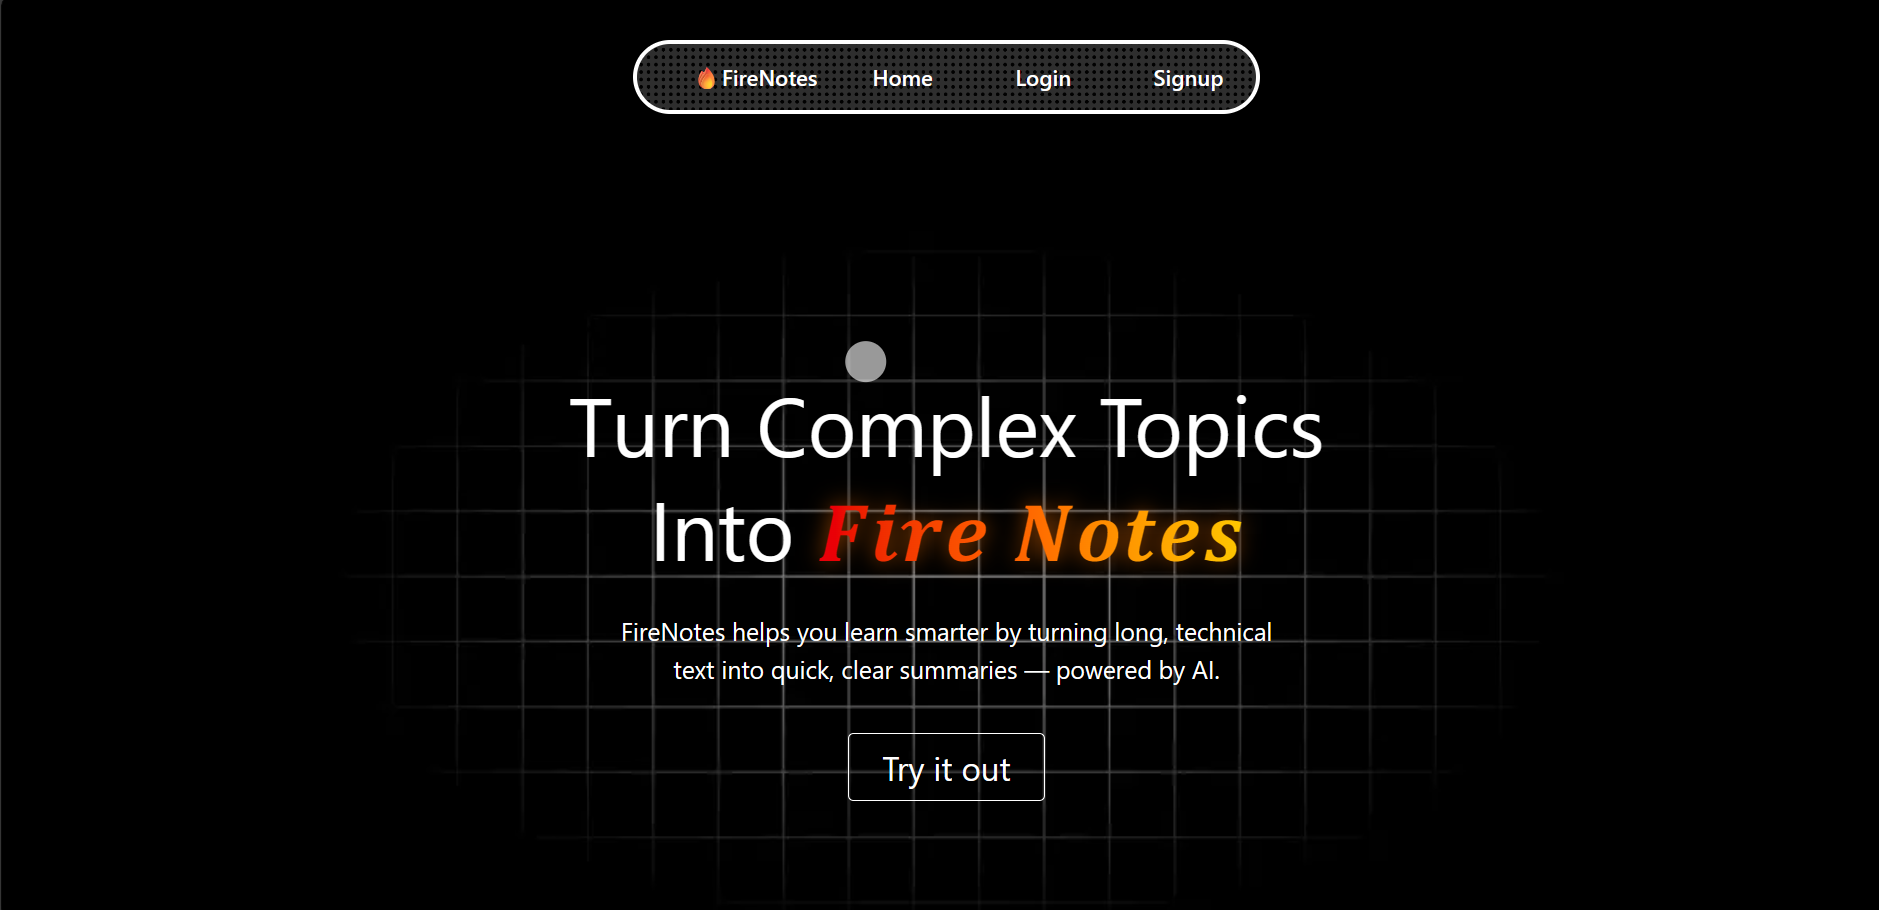 🔥 FireNotes Home Login Signup
Turn Complex Topics
Into Fire Notes
FireNotes helps you learn smarter by turning long, technical
text into quick, clear summaries — powered by AI.
Try it out